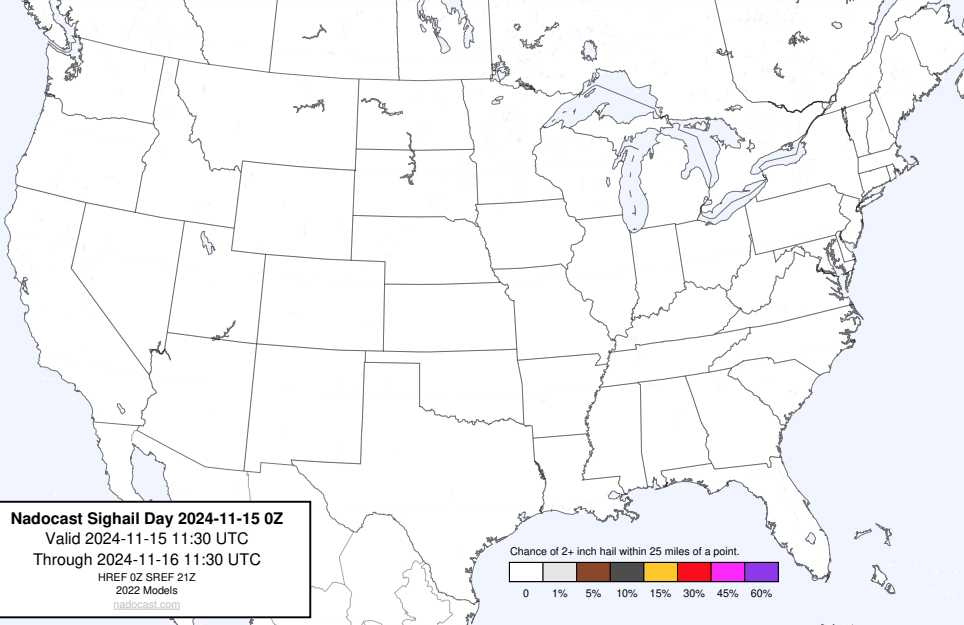 Nadocast Sighail Day 2024-11-15 0Z
Valid 2024-11-15 11:30 UTC
Through 2024-11-16 11:30 UTC
HREF 0Z SREF 21Z
2022 Models
nadocast.com
Chance of 2+ inch hail within 25 miles of a point.
0 1% 5% 10% 15% 30% 45% 60%